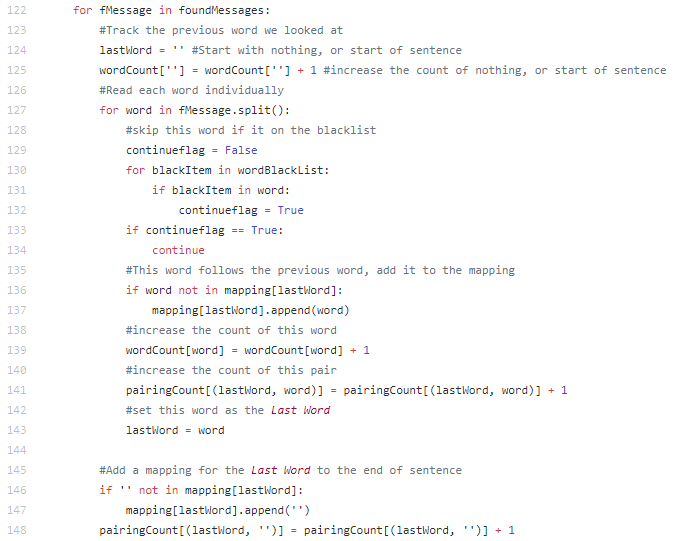 122 for fMessage in foundMessages:
123 #Track the previous word we looked at
124 lastWord = '' #Start with nothing, or start of sentence
125 wordCount[''] = wordCount[''] + 1 #increase the count of nothing, or start of sentence
126 #Read each word individually
127 for word in fMessage.split():
128 #skip this word if it on the blacklist
129 continueflag = False
130 for blackItem in wordBlackList:
131 if blackItem in word:
132 continueflag = True
133 if continueflag == True:
134 continue
135 #This word follows the previous word, add it to the mapping
136 if word not in mapping[lastWord]:
137 mapping[lastWord].append(word)
138 #increase the count of this word
139 wordCount[word] = wordCount[word] + 1
140 #increase the count of this pair
141 pairingCount[(lastWord, word)] = pairingCount[(lastWord, word)] + 1
142 #set this word as the Last Word
143 lastWord = word
144
145 #Add a mapping for the Last Word to the end of sentence
146 if '' not in mapping[lastWord]:
147 mapping[lastWord].append('')
148 pairingCount[(lastWord, '')] = pairingCount[(lastWord, '')] + 1